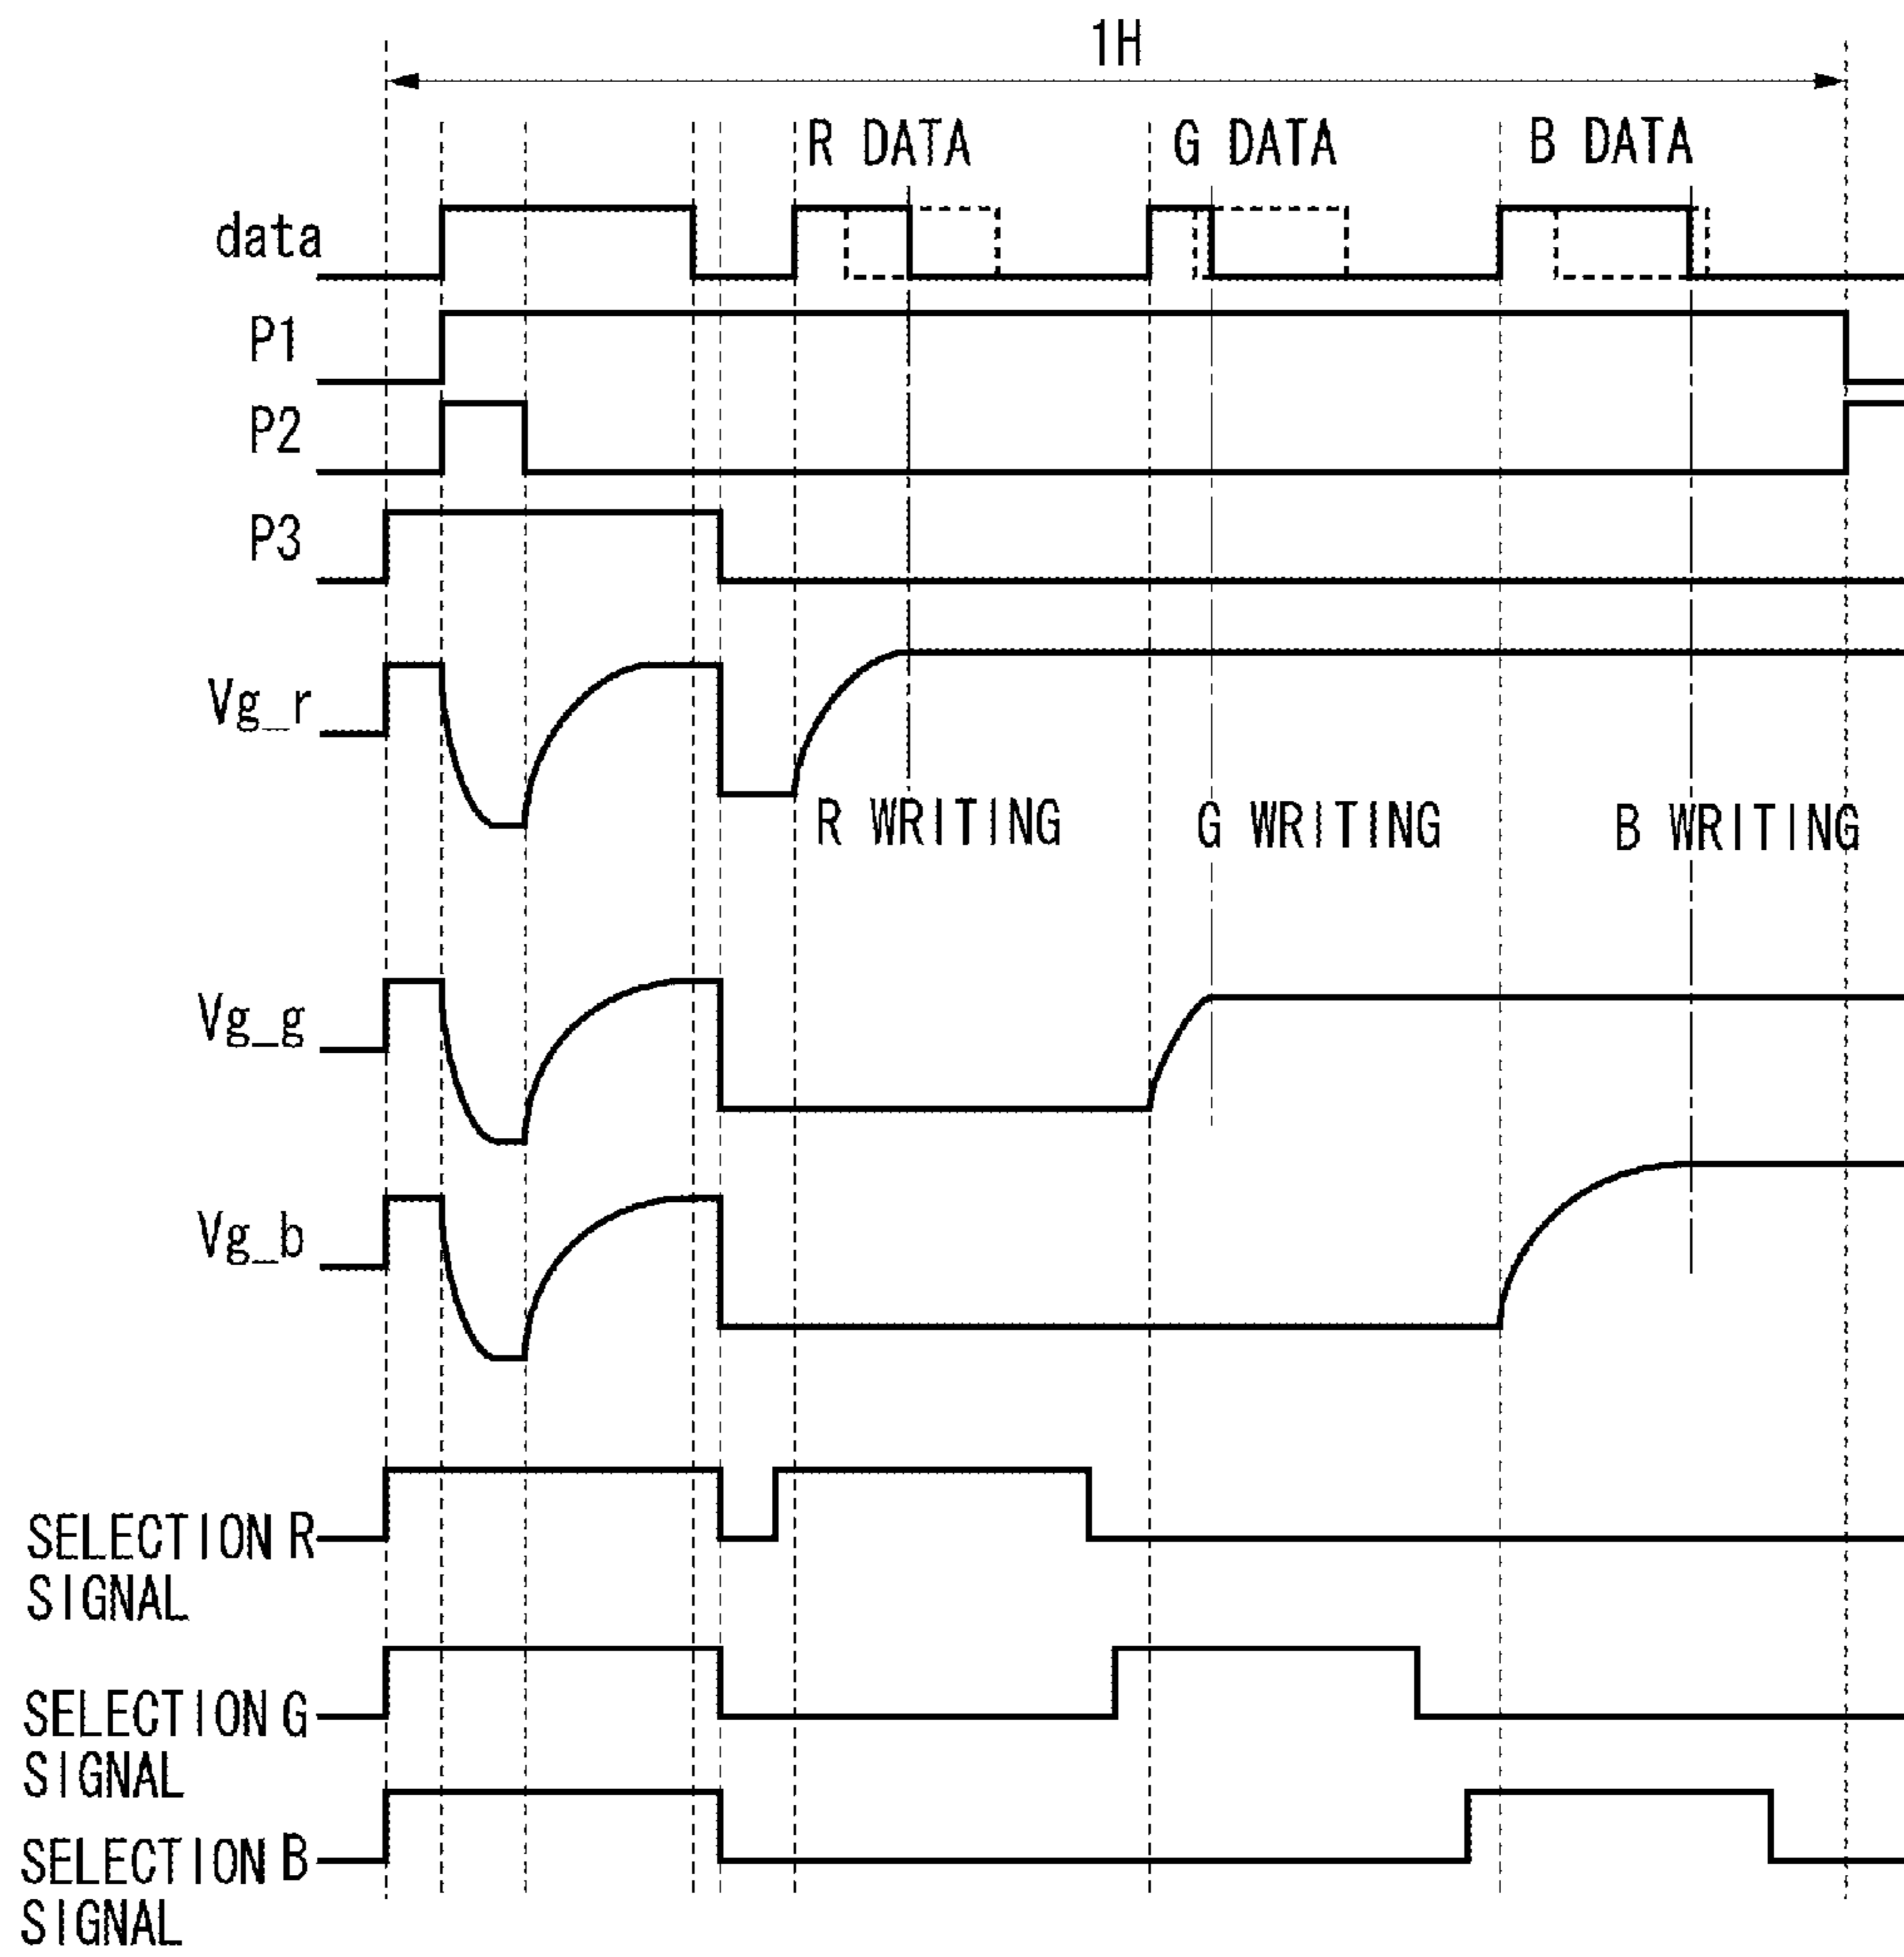 1H
R DATA
G DATA
B DATA
data
P1
P2
P3
Vg_r
R WRITING
G WRITING
B WRITING
Vg_g
Vg_b
SELECTION R
SIGNAL
SELECTION G
SIGNAL
SELECTION B
SIGNAL